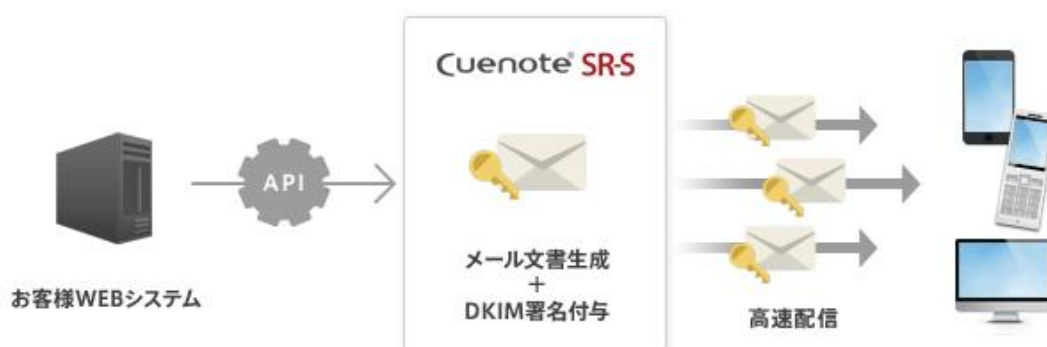 Cuenote® SR-S
API
お客様WEBシステム
メール文書生成
+
DKIM署名付与
高速配信